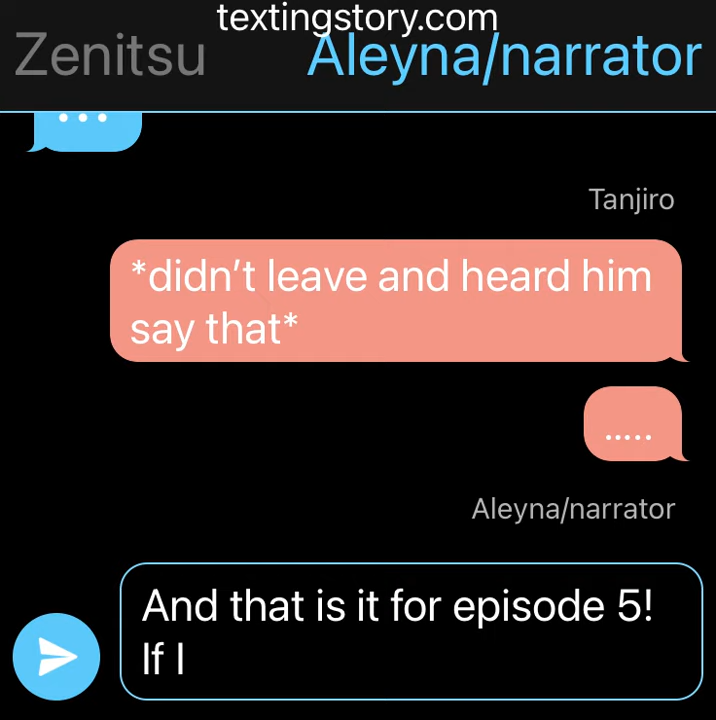 textingstory.com
Zenitsu Aleyna/narrator
...
Tanjiro
*didn’t leave and heard him
say that*
.....
Aleyna/narrator
And that is it for episode 5!
If I